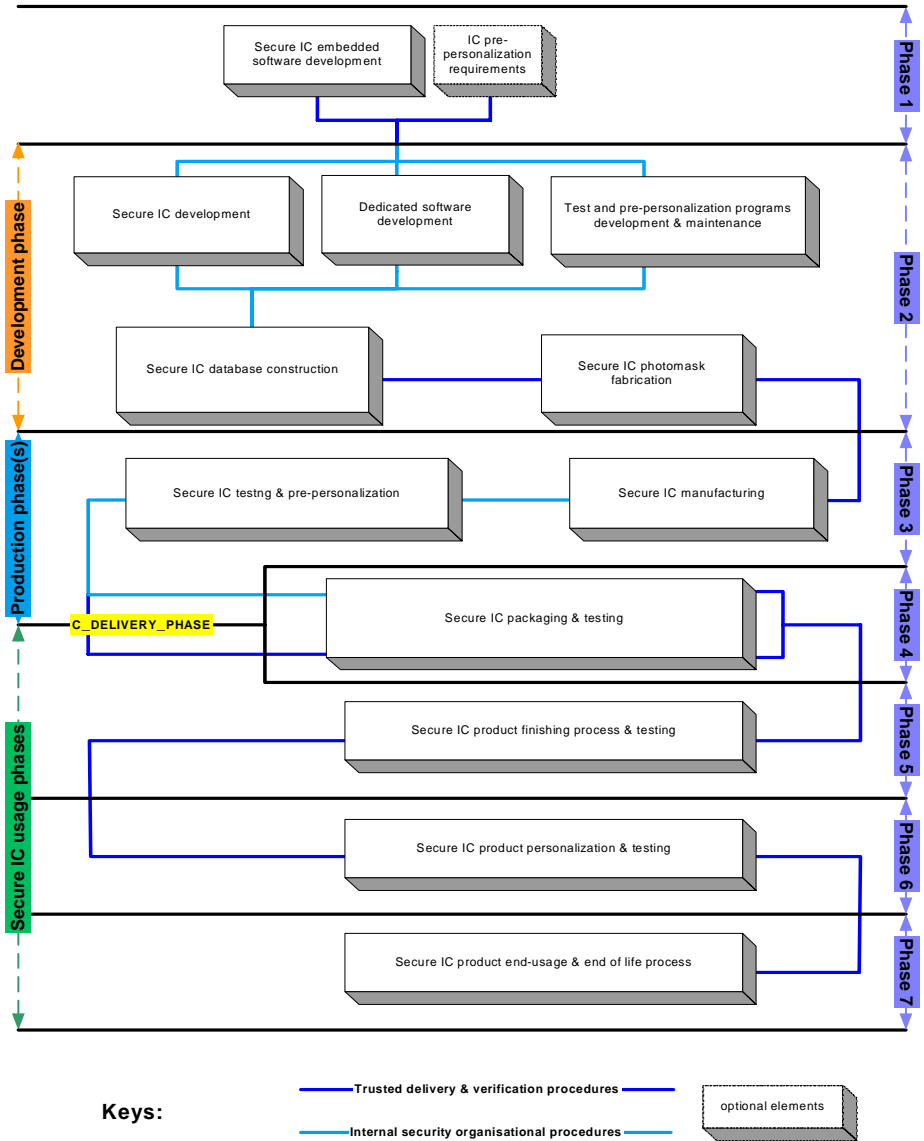 Secure IC embedded
software development
IC pre-
personalization
requirements
Phase 1
Development phase
Secure IC development
Dedicated software
development
Test and pre-personalization programs
development & maintenance
Phase 2
Secure IC database construction
Secure IC photomask
fabrication
Production phase(s)
Secure IC testng & pre-personalization
Secure IC manufacturing
Phase 3
C_DELIVERY_PHASE
Secure IC packaging & testing
Phase 4
Secure IC usage phases
Secure IC product finishing process & testing
Phase 5
Secure IC product personalization & testing
Phase 6
Secure IC product end-usage & end of life process
Phase 7
Keys:
Trusted delivery & verification procedures
optional elements
Internal security organisational procedures